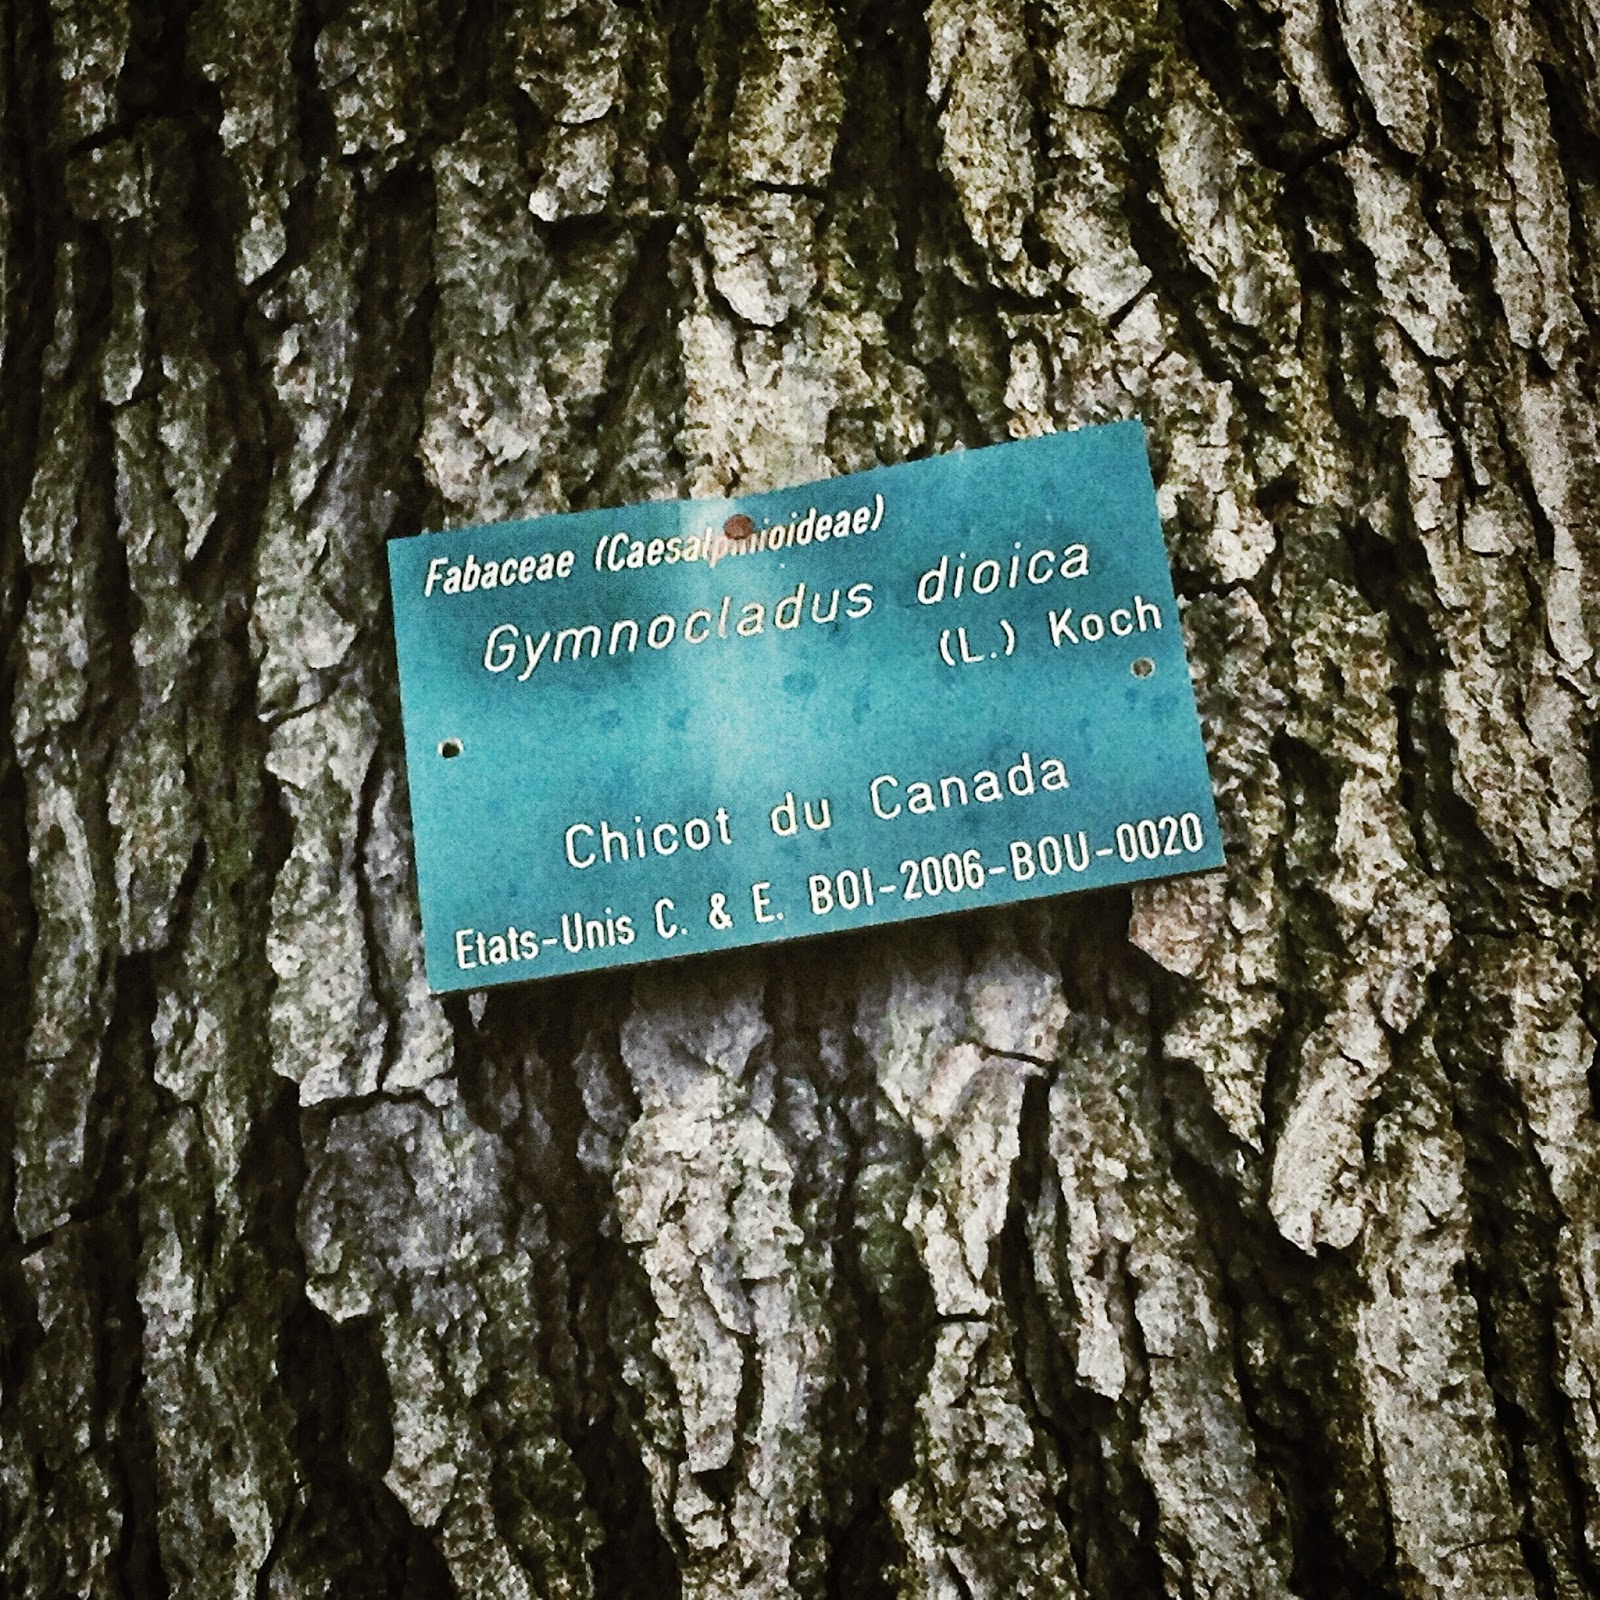 Fabaceae (Caesalpinioideae)
Gymnocladus dioica
(L.) Koch
Chicot du Canada
Etats-Unis C. & E. BOI-2006-BOU-0020